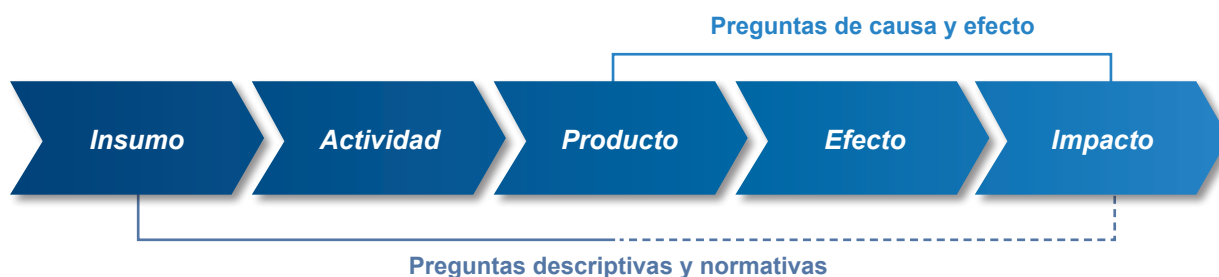 Preguntas de causa y efecto
Insumo
Actividad
Producto
Efecto
Impacto
Preguntas descriptivas y normativas